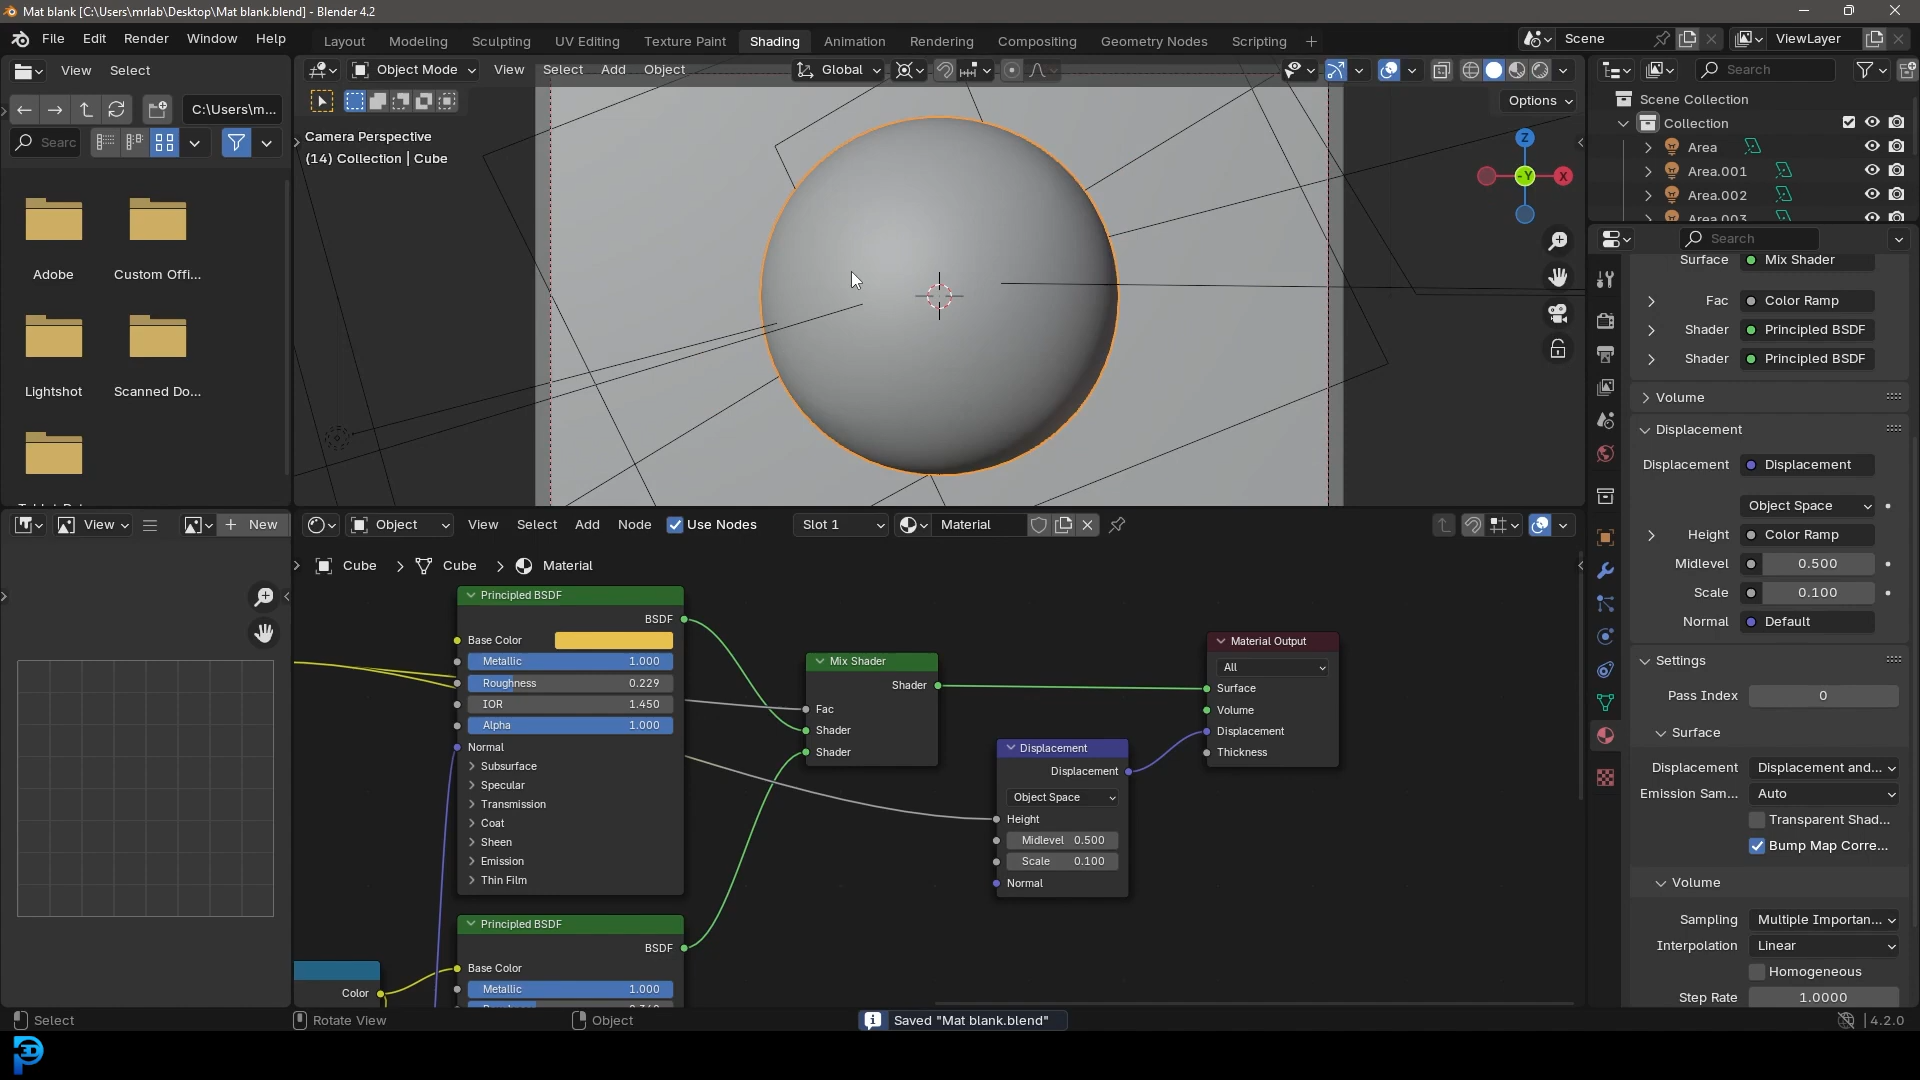 Mat blank [C:\Users\mrlab\Desktop\Mat blank.blend] - Blender 4.2
File Edit Render Window Help
Layout Modeling Sculpting UV Editing Texture Paint Shading Animation Rendering Compositing Geometry Nodes Scripting
Scene
ViewLayer
View Select
C:\Users\m...
Searc
Adobe
Custom Offi...
Lightshot
Scanned Do...
Object Mode View Select Add Object
Global
Options
Camera Perspective
(14) Collection | Cube
Z
-Y
X
Search
Scene Collection
Collection
Area
Area.001
Area.002
Area.003
Search
Surface Mix Shader
Fac Color Ramp
Shader Principled BSDF
Shader Principled BSDF
Volume
Displacement
Displacement Displacement
Object Space
Height Color Ramp
Midlevel 0.500
Scale 0.100
Normal Default
Settings
Pass Index 0
Surface
Displacement Displacement and...
Emission Sam... Auto
Transparent Shad...
Bump Map Corre...
Volume
Sampling Multiple Importan...
Interpolation Linear
Homogeneous
Step Rate 1.0000
View
New
Object View Select Add Node Use Nodes Slot 1 Material
Cube > Cube > Material
Principled BSDF
BSDF
Base Color
Metallic 1.000
Roughness 0.229
IOR 1.450
Alpha 1.000
Normal
Subsurface
Specular
Transmission
Coat
Sheen
Emission
Thin Film
Principled BSDF
BSDF
Base Color
Metallic 1.000
Color
Mix Shader
Shader
Fac
Shader
Shader
Displacement
Displacement
Object Space
Height
Midlevel 0.500
Scale 0.100
Normal
Material Output
All
Surface
Volume
Displacement
Thickness
Select
Rotate View
Object
Saved "Mat blank.blend"
4.2.0